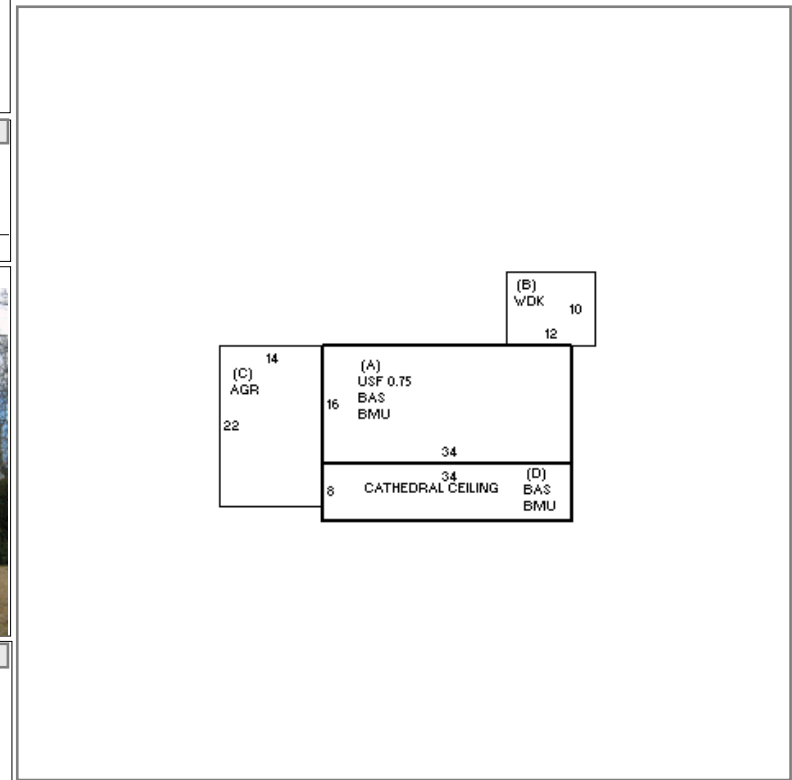 (B)
WDK
10
12
14
(C)
AGR
22
(A)
USF 0.75
BAS
BMU
16
34
34
CATHEDRAL CEILING
8
(D)
BAS
BMU